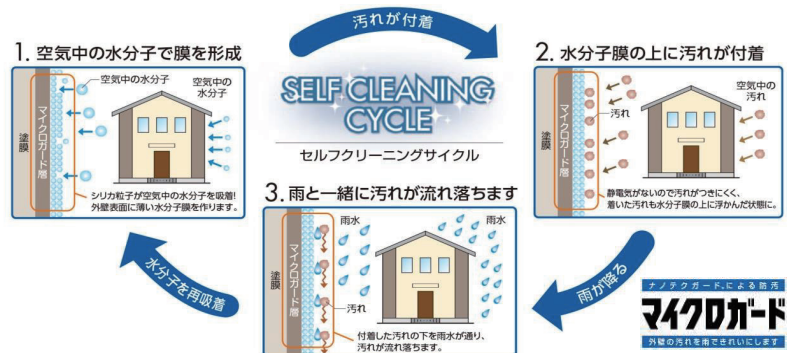 汚れが付着
1. 空気中の水分子で膜を形成
空気中の水分子
空気中の
水分子
マイクロガード層
塗膜
シリカ粒子が空気中の水分子を吸着!
外壁表面に薄い水分子膜を作ります。
SELF CLEANING
CYCLE
セルフクリーニングサイクル
2. 水分子膜の上に汚れが付着
空気中の
汚れ
汚れ
マイクロガード層
塗膜
静電気がないので汚れがつきにくく、
着いた汚れも水分子膜の上に浮かんだ状態に。
3. 雨と一緒に汚れが流れ落ちます
雨水
雨水
マイクロガード層
塗膜
汚れ
付着した汚れの下を雨水が通り、
汚れが流れ落ちます。
水分子を再吸着
雨が降る
ナノテクガード。による防汚
マイクロガード
外壁の汚れを雨できれいにします